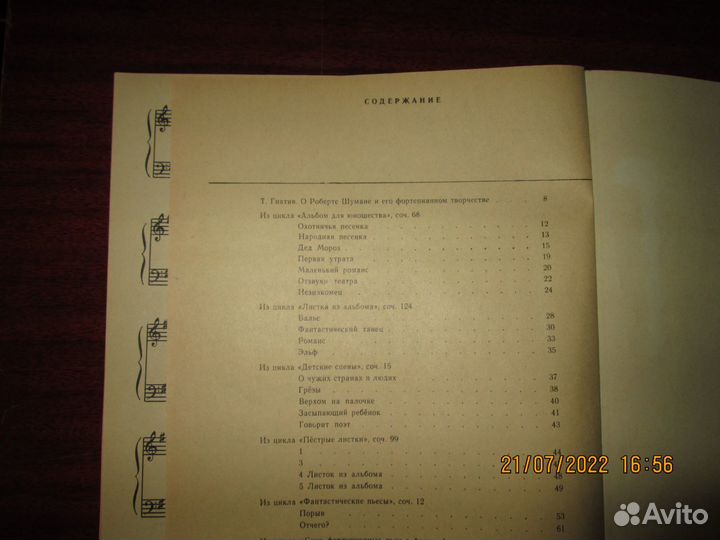 СОДЕРЖАНИЕ
Т. Гнатив. О Роберте Шумане и его фортепианном творчестве 8
Из цикла «Альбом для юношества», соч. 68
Охотничья песенка 12
Народная песенка 13
Дед Мороз 15
Первая утрата 19
Маленький романс 20
Отзвуки театра 22
Незнакомец 24
Из цикла «Листки из альбома», соч. 124
Вальс 28
Фантастический танец 30
Романс 33
Эльф 35
Из цикла «Детские сцены», соч. 15
О чужих странах и людях 37
Грёзы 38
Верхом на палочке 40
Засыпающий ребёнок 41
Говорит поэт 43
Из цикла «Пёстрые листки», соч. 99
1 44
3
4 Листок из альбома 48
5 Листок из альбома 49
Из цикла «Фантастические пьесы», соч. 12
Порыв 53
Отчего? 61
21/07/2022 16:56
Avito